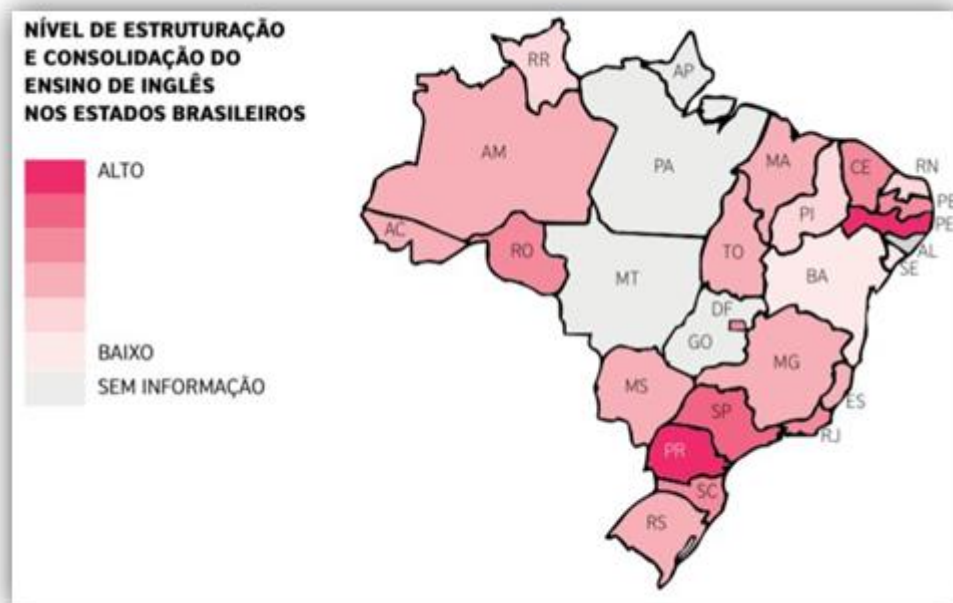 NÍVEL DE ESTRUTURAÇÃO
E CONSOLIDAÇÃO DO
ENSINO DE INGLÊS
NOS ESTADOS BRASILEIROS
ALTO
BAIXO
SEM INFORMAÇÃO
RR
AP
AM
PA
MA
CE
RN
PB
PE
PI
AC
RO
TO
AL
SE
BA
MT
DF
GO
MG
MS
ES
SP
RJ
PR
SC
RS